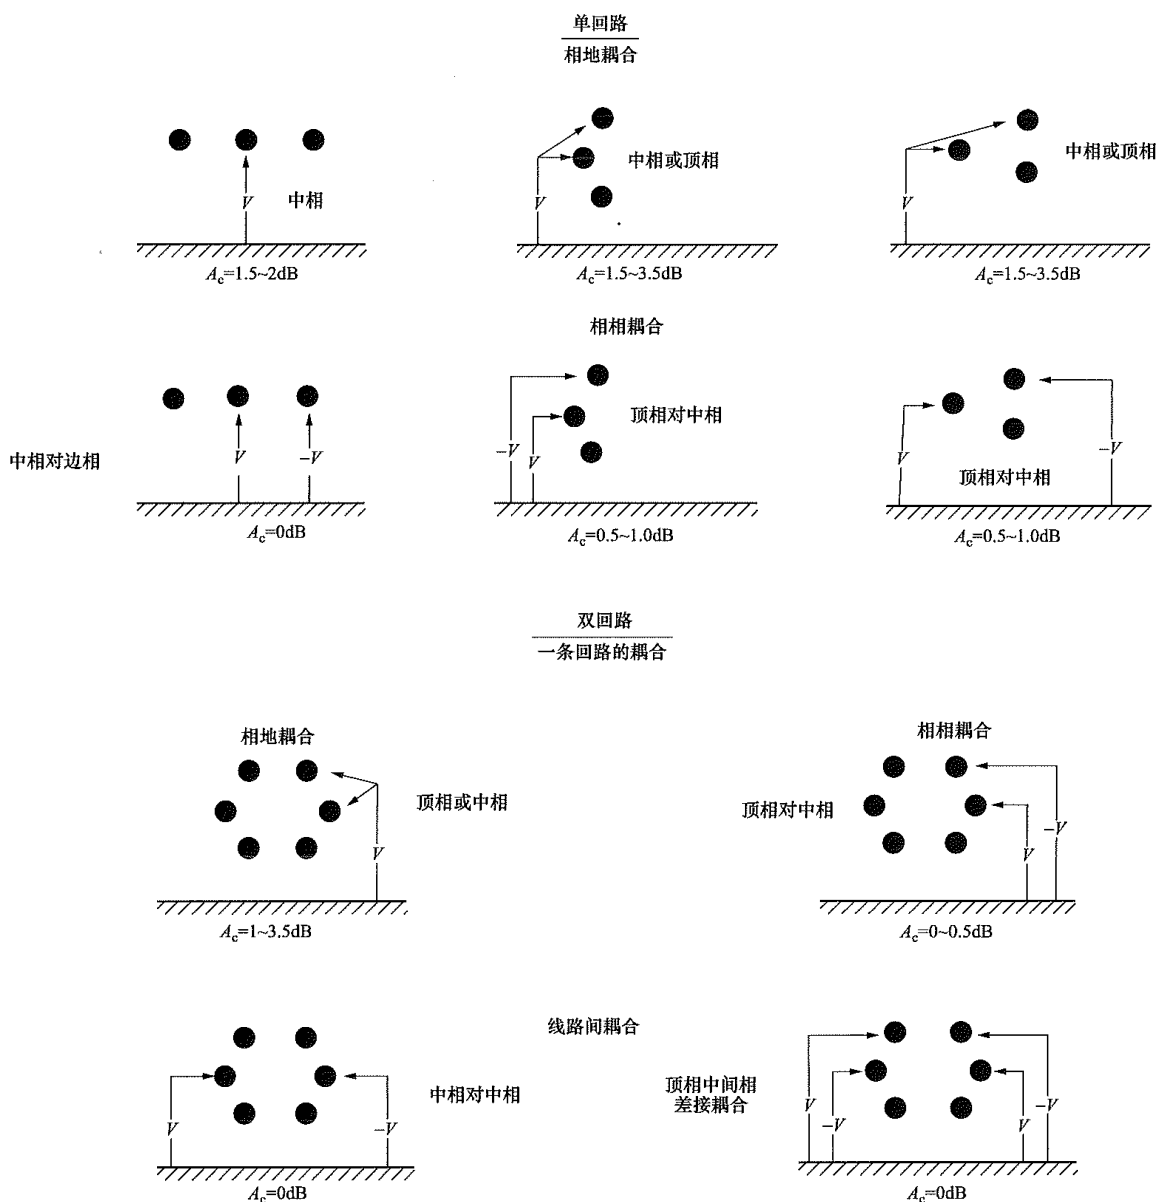 单回路
相地耦合
V
中相
A_c=1.5~2dB
V
中相或顶相
A_c=1.5~3.5dB
V
中相或顶相
A_c=1.5~3.5dB
相相耦合
中相对边相
V
−V
A_c=0dB
−V
V
顶相对中相
A_c=0.5~1.0dB
V
顶相对中相
−V
A_c=0.5~1.0dB
双回路
一条回路的耦合
相地耦合
顶相或中相
V
A_c=1~3.5dB
相相耦合
顶相对中相
V
−V
A_c=0~0.5dB
线路间耦合
V
中相对中相
−V
A_c=0dB
顶相中间相
差接耦合
V
−V
V
−V
A_c=0dB